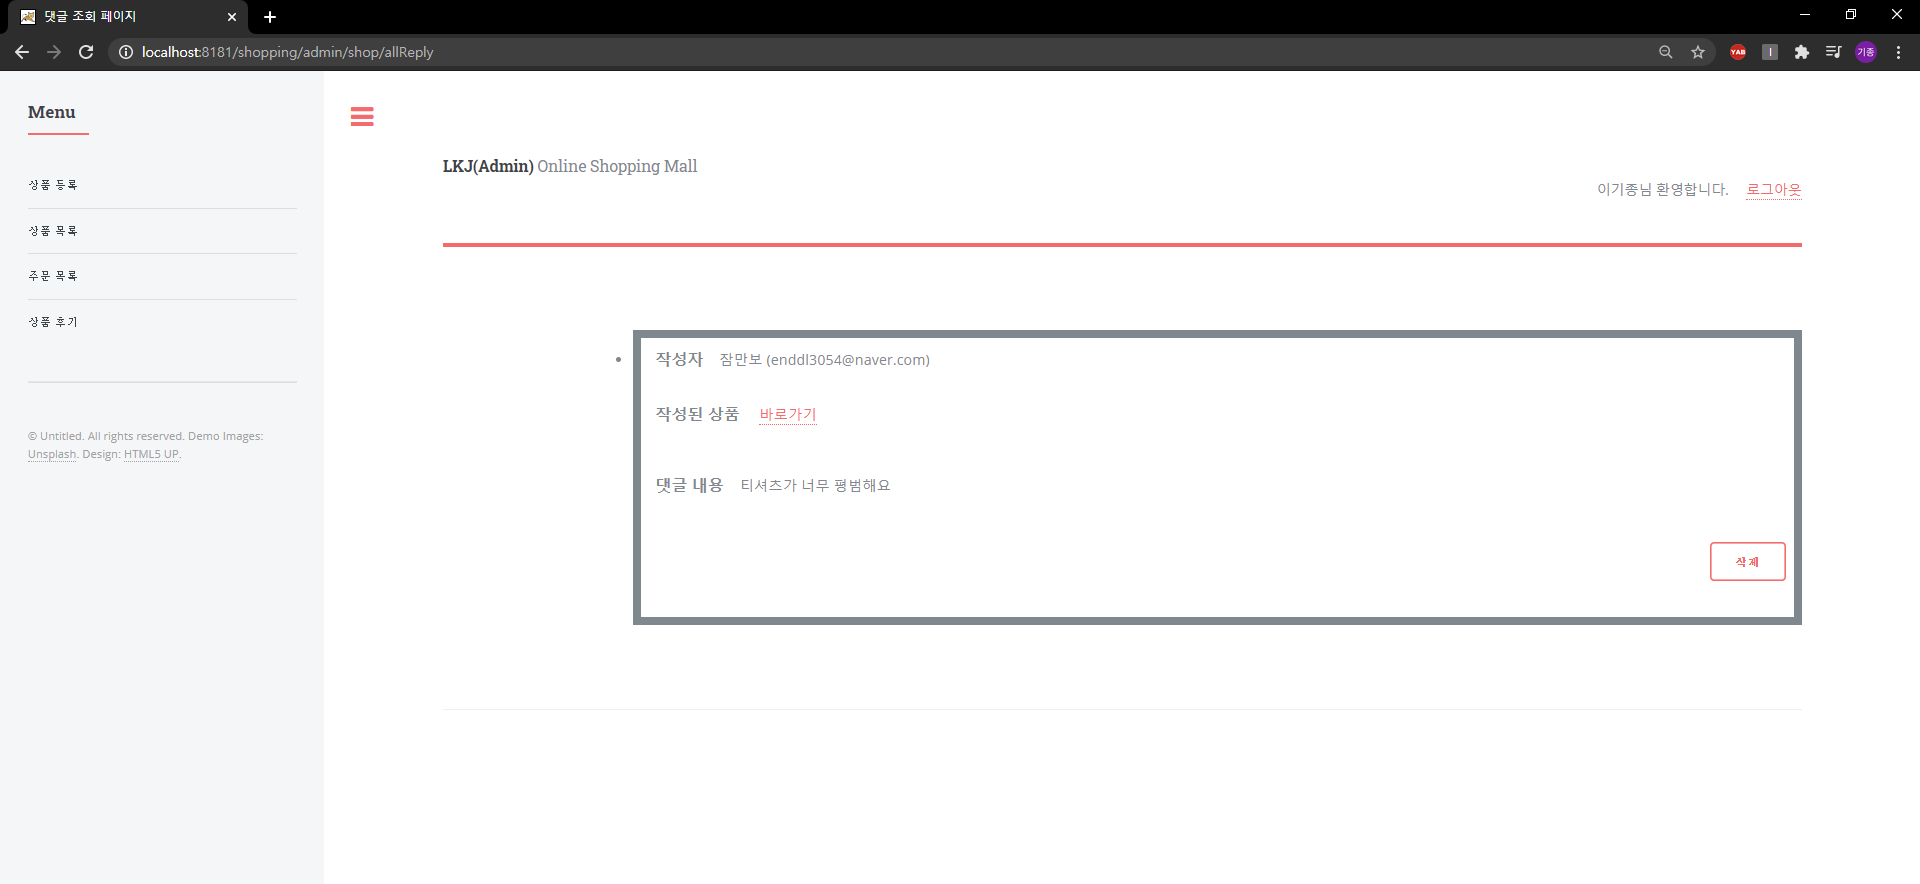 댓글 조회 페이지
localhost:8181/shopping/admin/shop/allReply
YAB
I
기종
Menu
상품 등록
상품 목록
주문 목록
상품 후기
© Untitled. All rights reserved. Demo Images:
Unsplash. Design: HTML5 UP.
LKJ(Admin) Online Shopping Mall
이기종님 환영합니다. 로그아웃
작성자 잠만보 (enddl3054@naver.com)
작성된 상품 바로가기
댓글 내용 티셔츠가 너무 평범해요
삭제